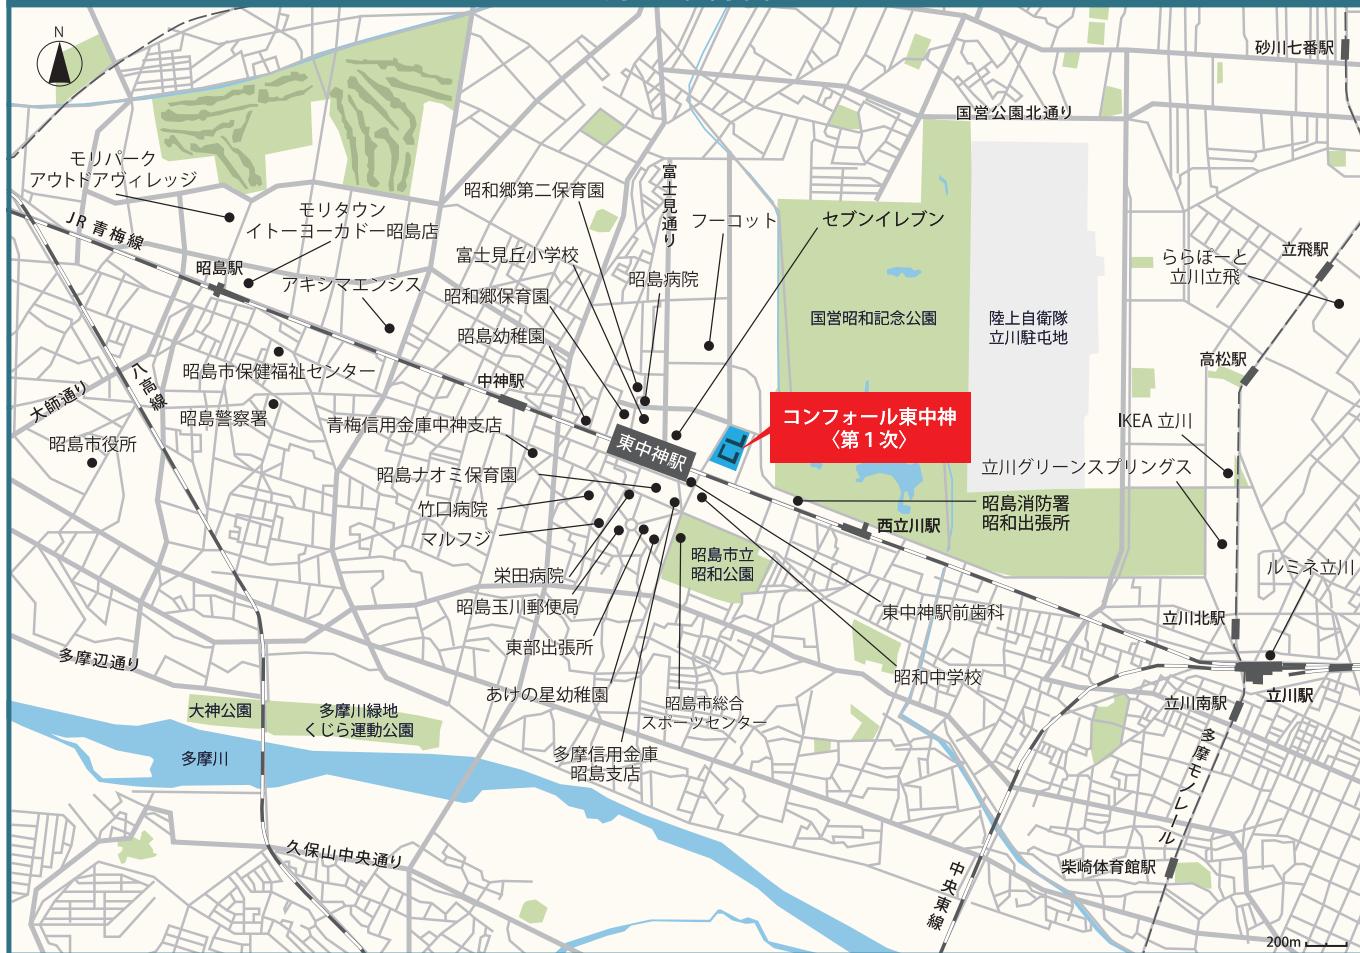 N
砂川七番駅
国営公園北通り
モリパーク
アウトドアヴィレッジ
昭和郷第二保育園
富士見通り
モリタウン
イトーヨーカドー昭島店
フーコット
セブンイレブン
JR 青梅線
昭島駅
富士見丘小学校
昭島病院
ららぽーと
立川立飛
立飛駅
アキシマエンシス
昭和郷保育園
国営昭和記念公園
陸上自衛隊
立川駐屯地
昭島幼稚園
高松駅
八高線
昭島市保健福祉センター
中神駅
大師通り
昭島警察署
コンフォール東中神
〈第1次〉
IKEA 立川
青梅信用金庫中神支店
昭島市役所
東中神駅
昭島ナオミ保育園
立川グリーンスプリングス
竹口病院
昭島消防署
昭和出張所
マルフジ
西立川駅
昭島市立
昭和公園
栄田病院
ルミネ立川
昭島玉川郵便局
東中神駅前歯科
立川北駅
東部出張所
多摩辺通り
昭和中学校
あけの星幼稚園
昭島市総合
スポーツセンター
立川南駅
立川駅
大神公園
多摩川緑地
くじら運動公園
多摩川
多摩信用金庫
昭島支店
多摩モノレール
久保山中央通り
中央東線
柴崎体育館駅
200m